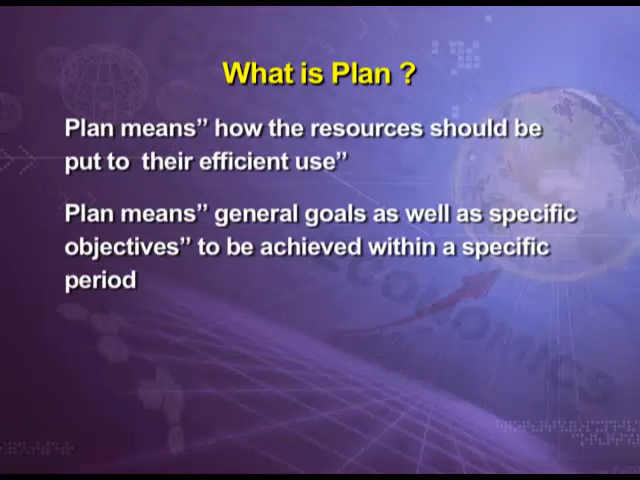 What is Plan ?
Plan means” how the resources should be
put to their efficient use”
Plan means” general goals as well as specific
objectives” to be achieved within a specific
period
ECONOMICS